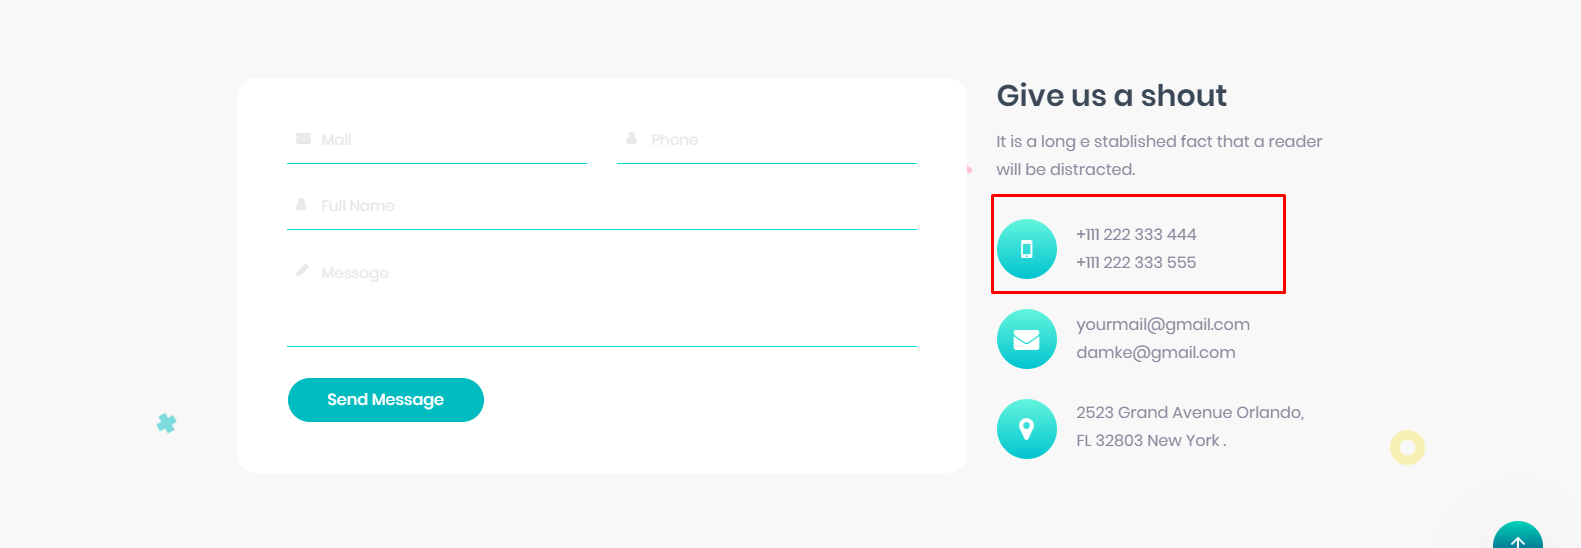 Mail
Phone
Full Name
Message
Send Message
Give us a shout
It is a long e stablished fact that a reader
will be distracted.
+111 222 333 444
+111 222 333 555
yourmail@gmail.com
damke@gmail.com
2523 Grand Avenue Orlando,
FL 32803 New York .